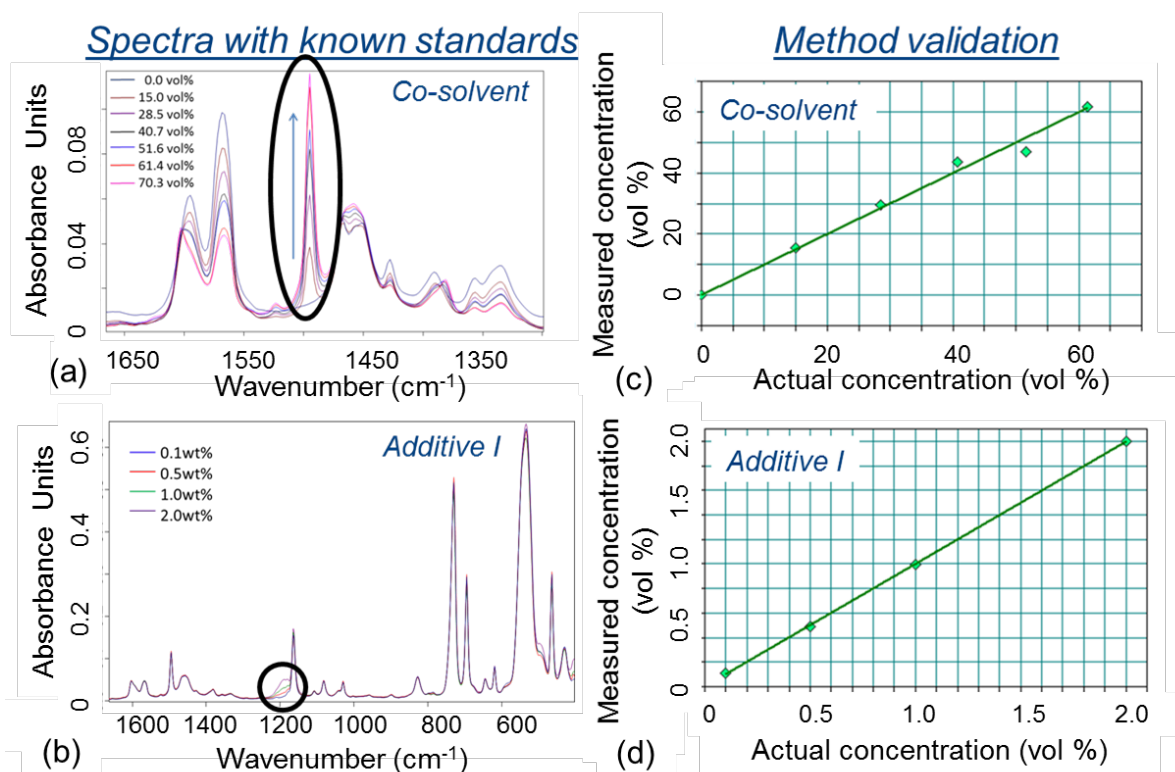 Spectra with known standards
Method validation
Co-solvent
0.0 vol%
15.0 vol%
28.5 vol%
40.7 vol%
51.6 vol%
61.4 vol%
70.3 vol%
Absorbance Units
0.08
0.04
0
1650 1550 1450 1350
(a)
Wavenumber (cm⁻¹)
Co-solvent
Measured concentration
(vol %)
60
40
20
0
0 20 40 60
(c)
Actual concentration (vol %)
Additive I
0.1wt%
0.5wt%
1.0wt%
2.0wt%
Absorbance Units
0.6
0.4
0.2
0
1600 1400 1200 1000 800 600
(b)
Wavenumber (cm⁻¹)
Additive I
Measured concentration
(vol %)
2.0
1.5
1.0
0.5
0
0 0.5 1.0 1.5 2.0
(d)
Actual concentration (vol %)